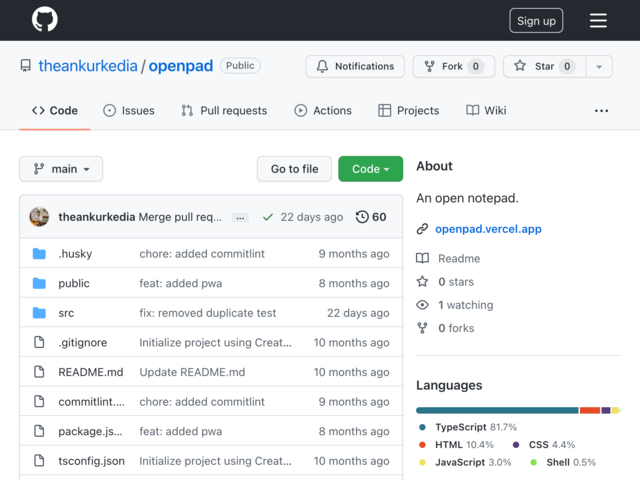 Sign up
theankurkedia / openpad Public
Notifications Fork 0 Star 0
Code Issues Pull requests Actions Projects Wiki ...
main Go to file Code
theankurkedia Merge pull req... ... 22 days ago 60
.husky chore: added commitlint 9 months ago
public feat: added pwa 8 months ago
src fix: removed duplicate test 22 days ago
.gitignore Initialize project using Creat... 10 months ago
README.md Update README.md 10 months ago
commitlint.... chore: added commitlint 9 months ago
package.js... feat: added pwa 8 months ago
tsconfig.json Initialize project using Creat... 10 months ago
About
An open notepad.
openpad.vercel.app
Readme
0 stars
1 watching
0 forks
Languages
TypeScript 81.7%
HTML 10.4% CSS 4.4%
JavaScript 3.0% Shell 0.5%